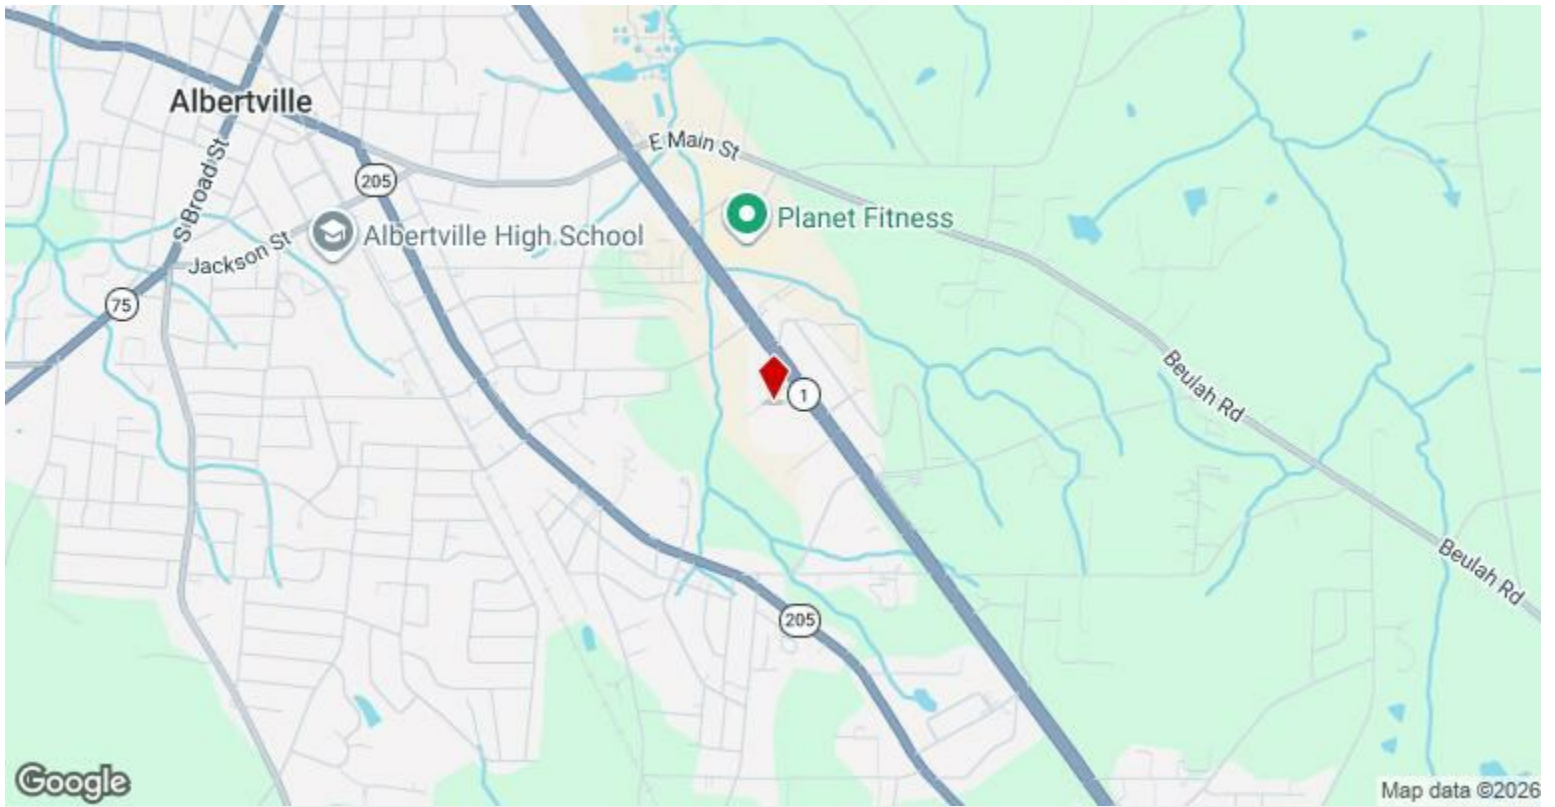 Albertville
E Main St
205
S Broad St
Planet Fitness
Albertville High School
Jackson St
75
1
Beulah Rd
Beulah Rd
205
Google
Map data ©2026